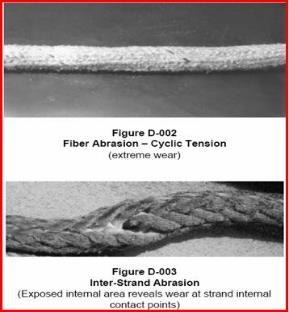 Figure D-002
Fiber Abrasion – Cyclic Tension
(extreme wear)
Figure D-003
Inter-Strand Abrasion
(Exposed internal area reveals wear at strand internal
contact points)